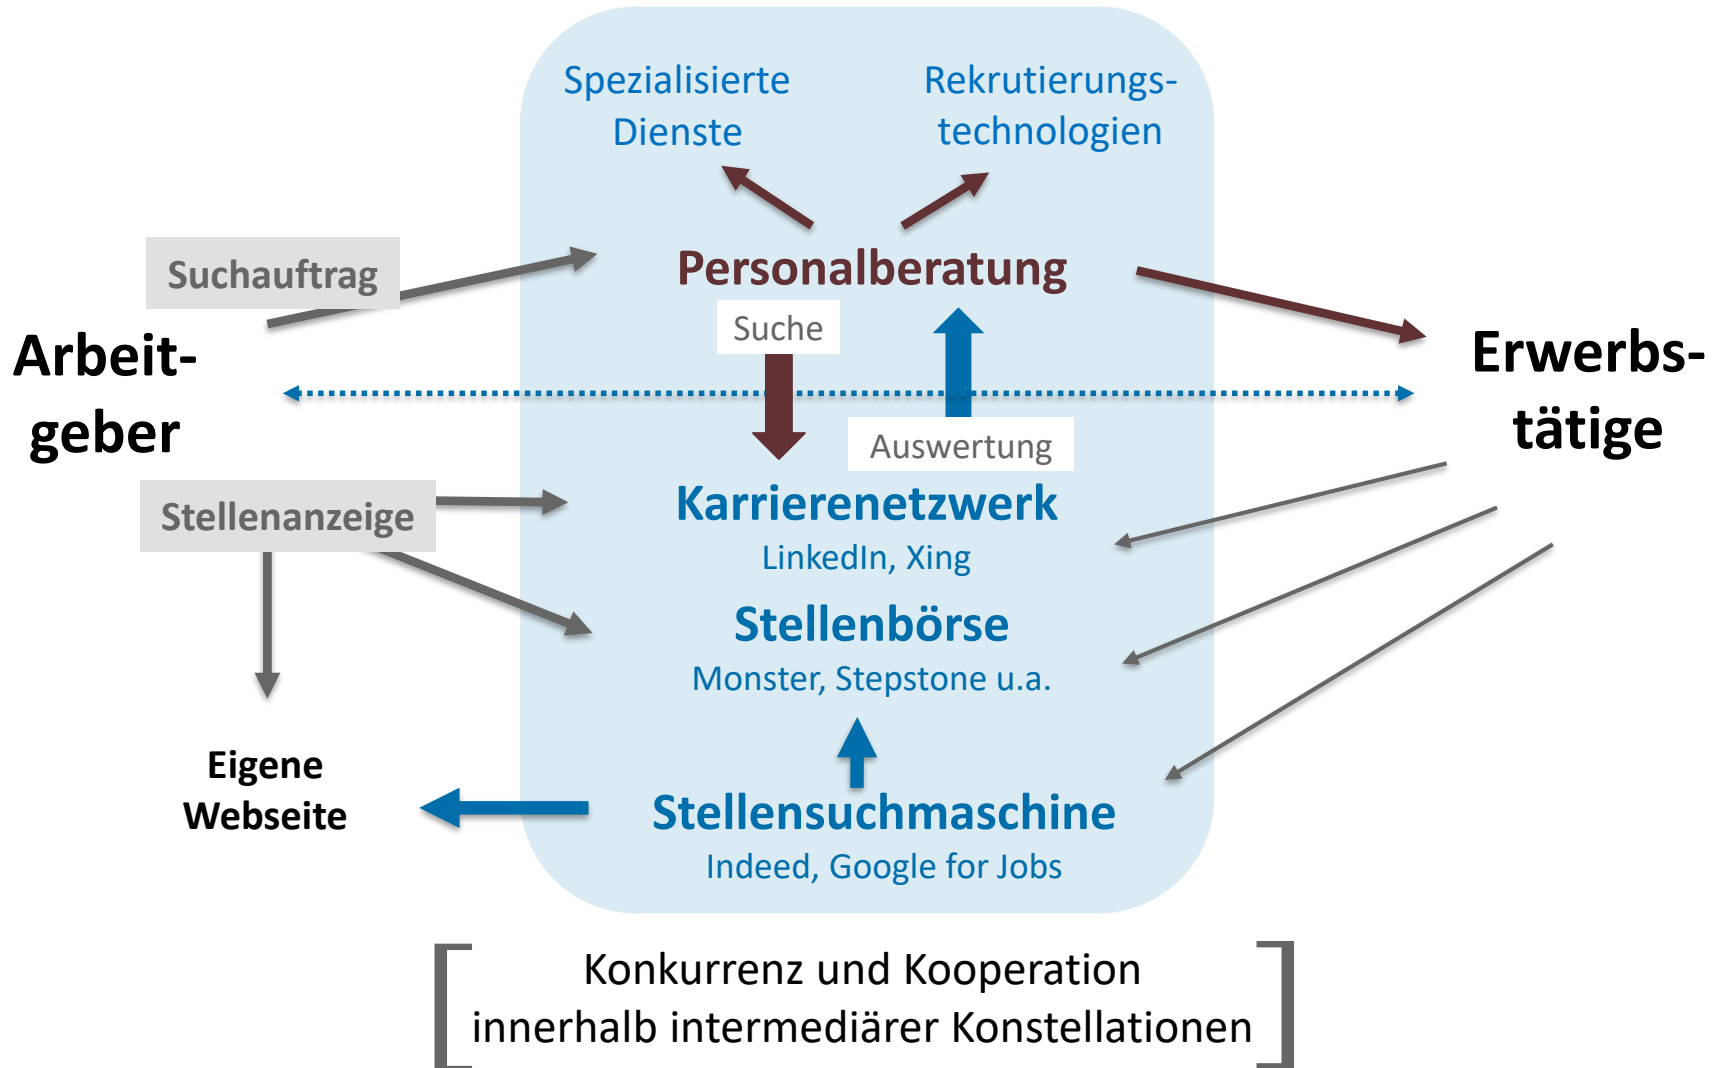 Spezialisierte
Dienste
Rekrutierungs-
technologien
Suchauftrag
Personalberatung
Suche
Arbeit-
geber
Erwerbs-
tätige
Auswertung
Karrierenetzwerk
LinkedIn, Xing
Stellenanzeige
Stellenbörse
Monster, Stepstone u.a.
Eigene
Webseite
Stellensuchmaschine
Indeed, Google for Jobs
Konkurrenz und Kooperation
innerhalb intermediärer Konstellationen